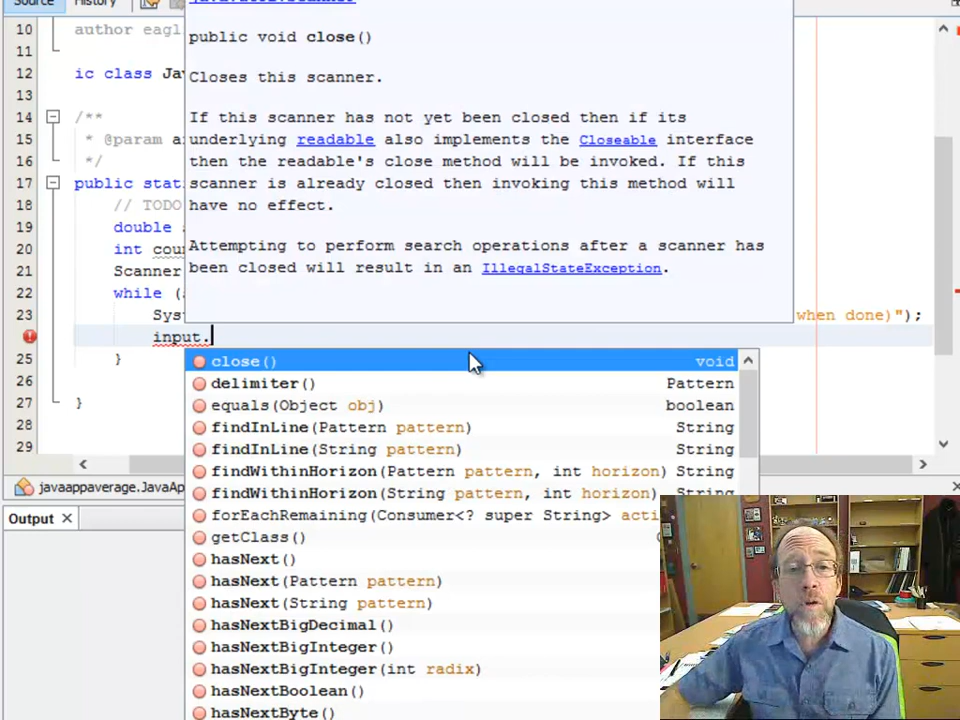 Source History
10 author eagl
11
12 ic class Ja
13
14 /**
15 * @param a
16 */
17 public stat
18 // TODO
19 double
20 int cou
21 Scanner
22 while (
23 Sys when done)");
input.
25 }
26
27 }
28
29
public void close()
Closes this scanner.
If this scanner has not yet been closed then if its
underlying readable also implements the Closeable interface
then the readable's close method will be invoked. If this
scanner is already closed then invoking this method will
have no effect.
Attempting to perform search operations after a scanner has
been closed will result in an IllegalStateException.
close() void
delimiter() Pattern
equals(Object obj) boolean
findInLine(Pattern pattern) String
findInLine(String pattern) String
findWithinHorizon(Pattern pattern, int horizon) String
findWithinHorizon(String pattern, int horizon) String
forEachRemaining(Consumer<? super String> acti
getClass()
hasNext()
hasNext(Pattern pattern)
hasNext(String pattern)
hasNextBigDecimal()
hasNextBigInteger()
hasNextBigInteger(int radix)
hasNextBoolean()
hasNextByte()
javaappaverage.JavaAp
Output